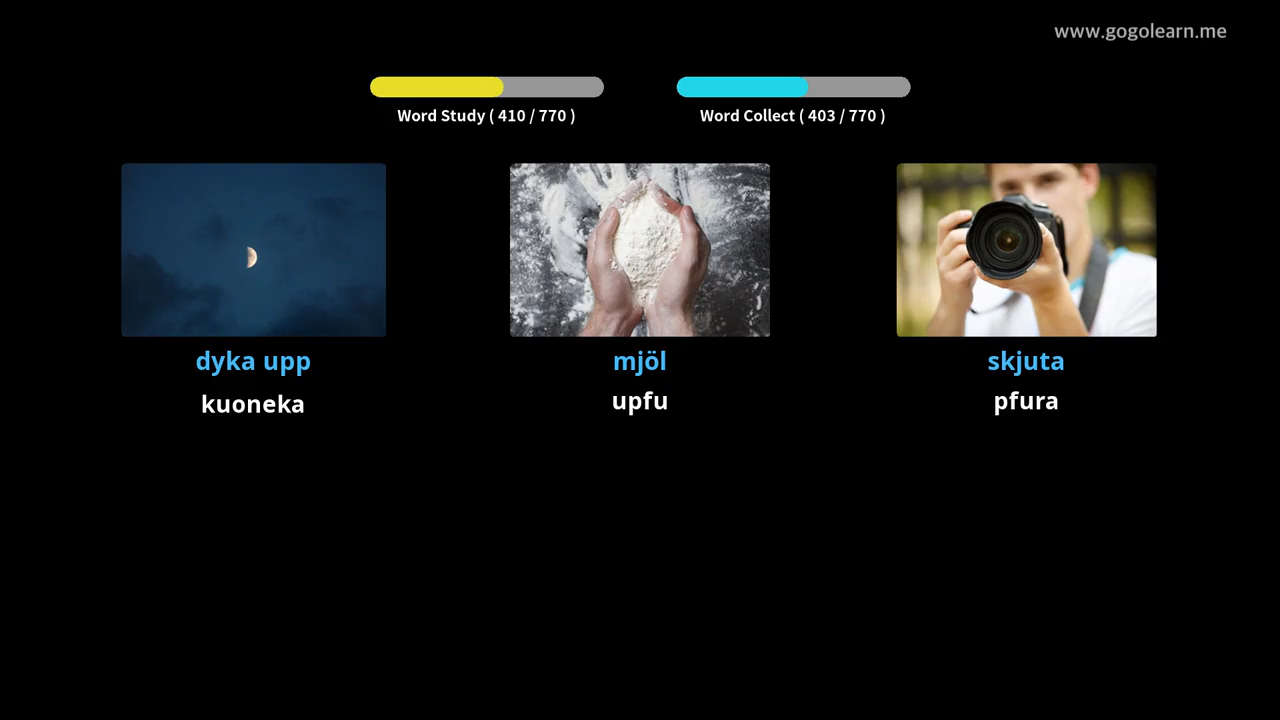 www.gogolearn.me
Word Study ( 410 / 770 )
Word Collect ( 403 / 770 )
dyka upp
kuoneka
mjöl
upfu
skjuta
pfura